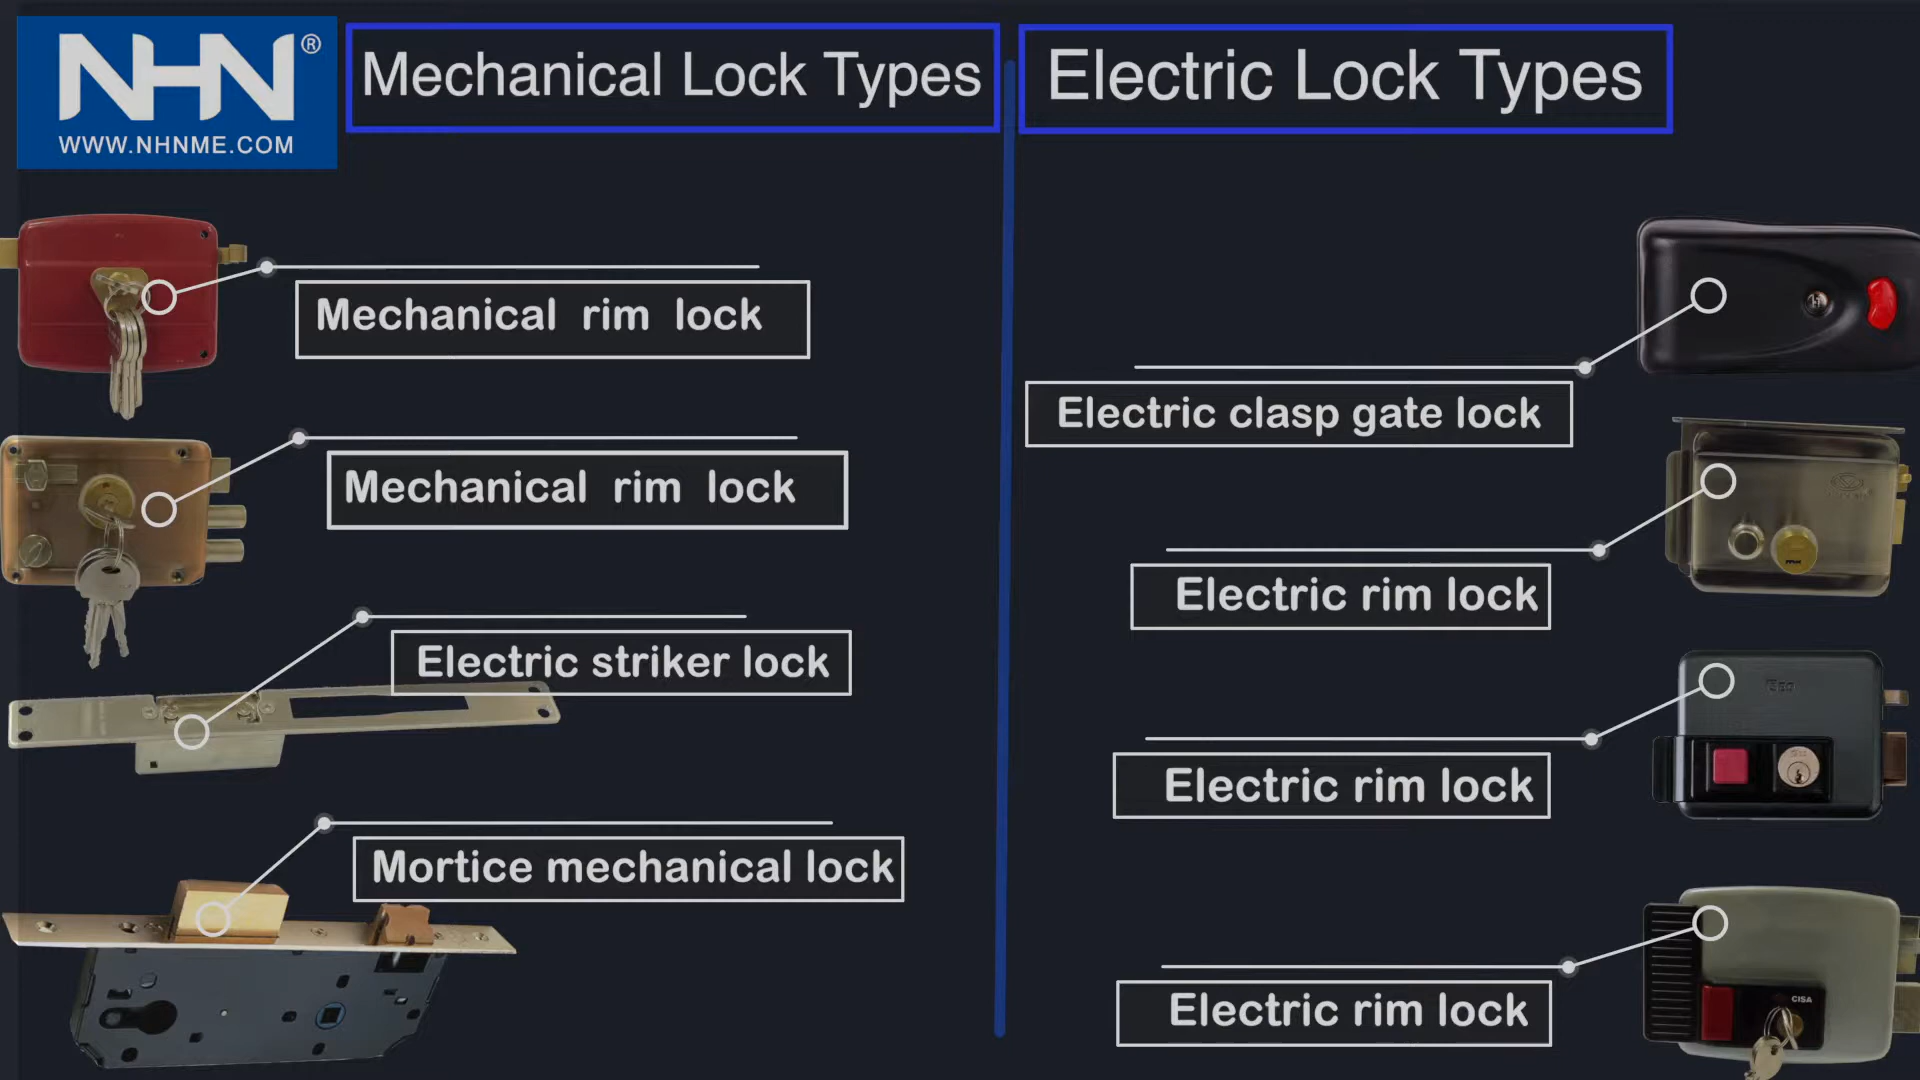 NHN®
WWW.NHNME.COM
Mechanical Lock Types
Electric Lock Types
Mechanical rim lock
Mechanical rim lock
Electric striker lock
Mortice mechanical lock
Electric clasp gate lock
Electric rim lock
Electric rim lock
Electric rim lock
CISA